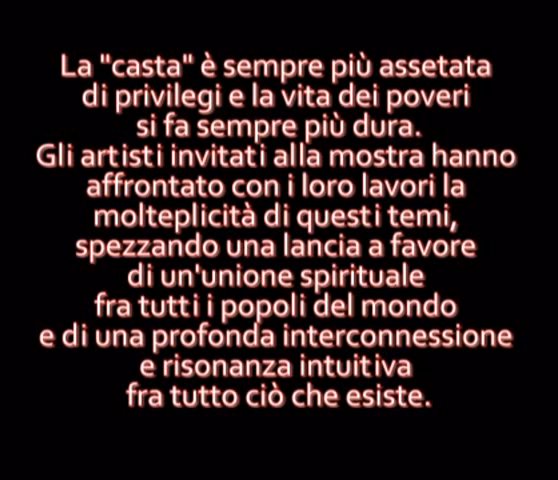 La "casta" è sempre più assetata
di privilegi e la vita dei poveri
si fa sempre più dura.
Gli artisti invitati alla mostra hanno
affrontato con i loro lavori la
molteplicità di questi temi,
spezzando una lancia a favore
di un'unione spirituale
fra tutti i popoli del mondo
e di una profonda interconnessione
e risonanza intuitiva
fra tutto ciò che esiste.